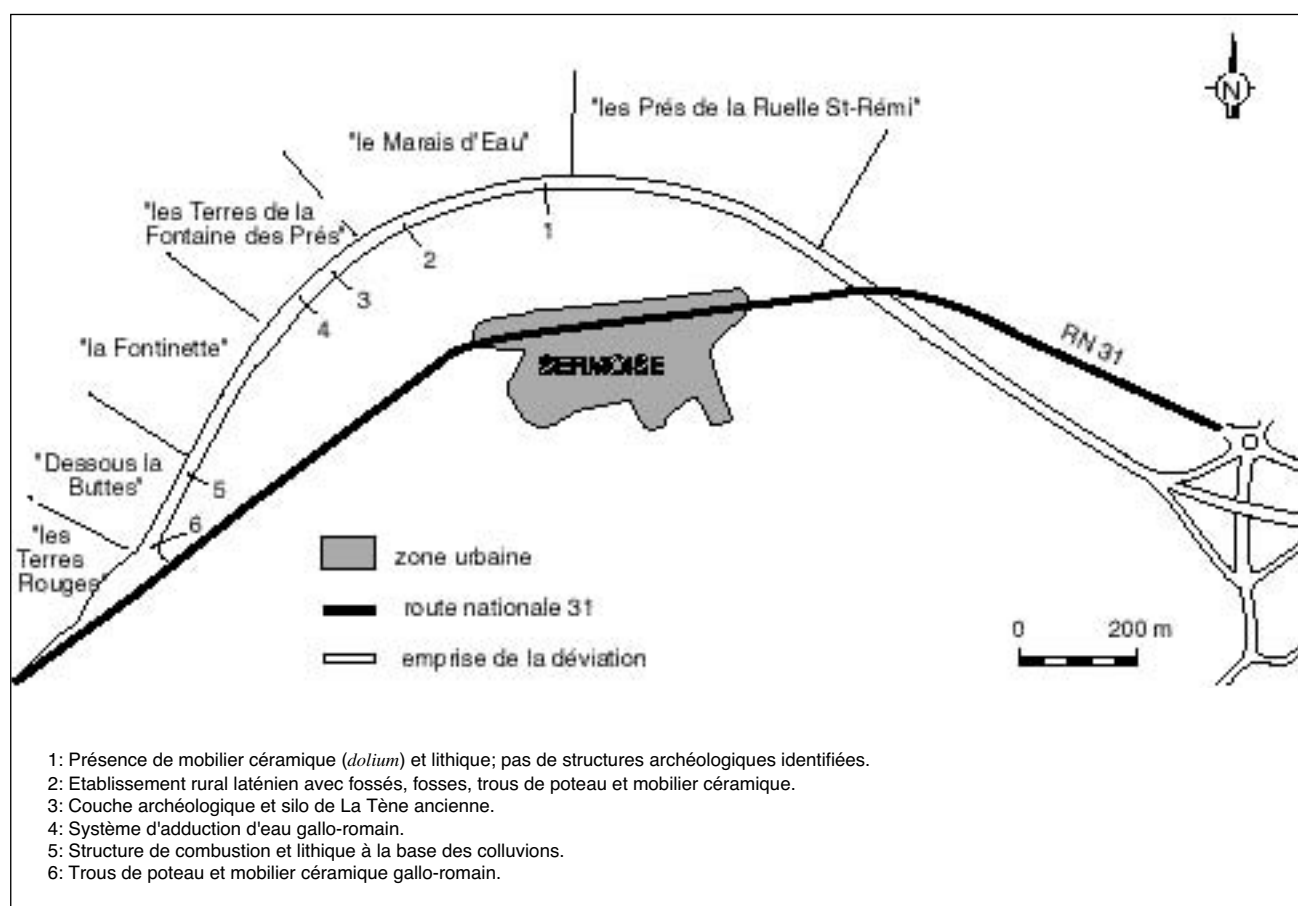 N
"les Prés de la Ruelle St-Rémi"
"le Marais d'Eau"
"les Terres de la
Fontaine des Prés"
1
2
3
4
"la Fontinette"
SERMOISE
RN 31
"Dessous la
Buttes"
5
6
"les
Terres
Rouges"
zone urbaine
route nationale 31
emprise de la déviation
0 200 m
1: Présence de mobilier céramique (dolium) et lithique; pas de structures archéologiques identifiées.
2: Etablissement rural laténien avec fossés, fosses, trous de poteau et mobilier céramique.
3: Couche archéologique et silo de La Tène ancienne.
4: Système d'adduction d'eau gallo-romain.
5: Structure de combustion et lithique à la base des colluvions.
6: Trous de poteau et mobilier céramique gallo-romain.